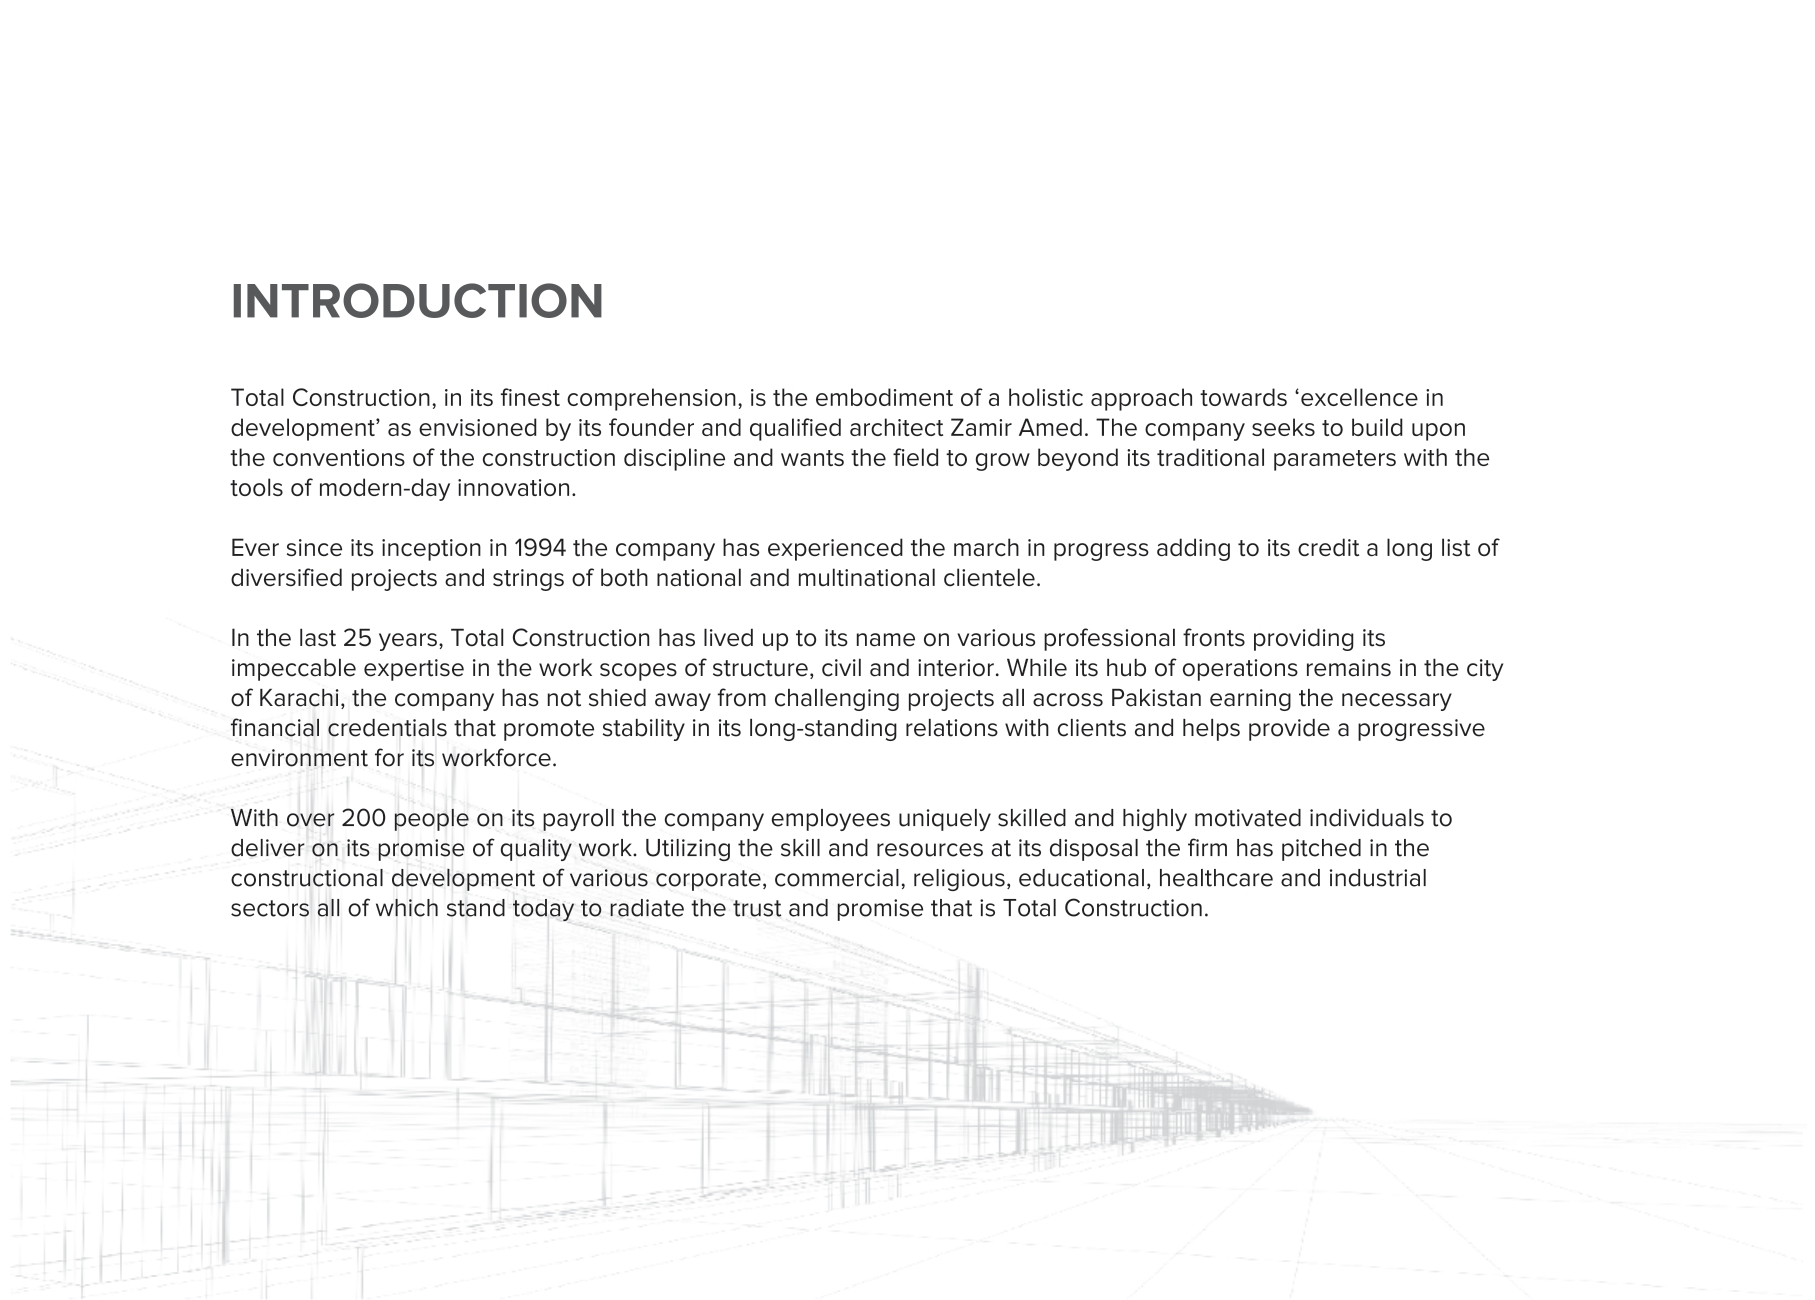 INTRODUCTION
Total Construction, in its finest comprehension, is the embodiment of a holistic approach towards ‘excellence in
development’ as envisioned by its founder and qualified architect Zamir Amed. The company seeks to build upon
the conventions of the construction discipline and wants the field to grow beyond its traditional parameters with the
tools of modern-day innovation.
Ever since its inception in 1994 the company has experienced the march in progress adding to its credit a long list of
diversified projects and strings of both national and multinational clientele.
In the last 25 years, Total Construction has lived up to its name on various professional fronts providing its
impeccable expertise in the work scopes of structure, civil and interior. While its hub of operations remains in the city
of Karachi, the company has not shied away from challenging projects all across Pakistan earning the necessary
financial credentials that promote stability in its long-standing relations with clients and helps provide a progressive
environment for its workforce.
With over 200 people on its payroll the company employees uniquely skilled and highly motivated individuals to
deliver on its promise of quality work. Utilizing the skill and resources at its disposal the firm has pitched in the
constructional development of various corporate, commercial, religious, educational, healthcare and industrial
sectors all of which stand today to radiate the trust and promise that is Total Construction.